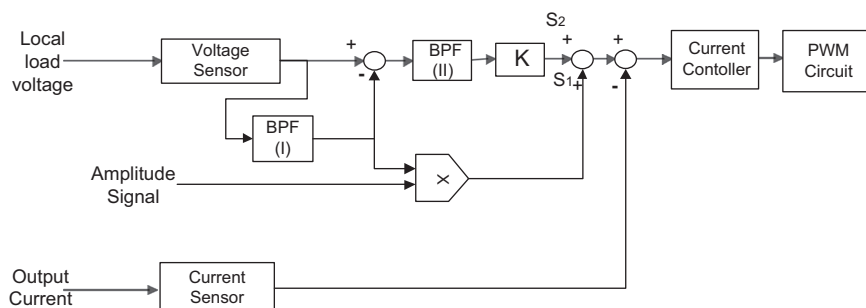 Local
load
voltage
Voltage
Sensor
+
-
BPF
(II)
K
S2
+
S1
+
+
-
Current
Contoller
PWM
Circuit
BPF
(I)
Amplitude
Signal
X
Output
Current
Current
Sensor